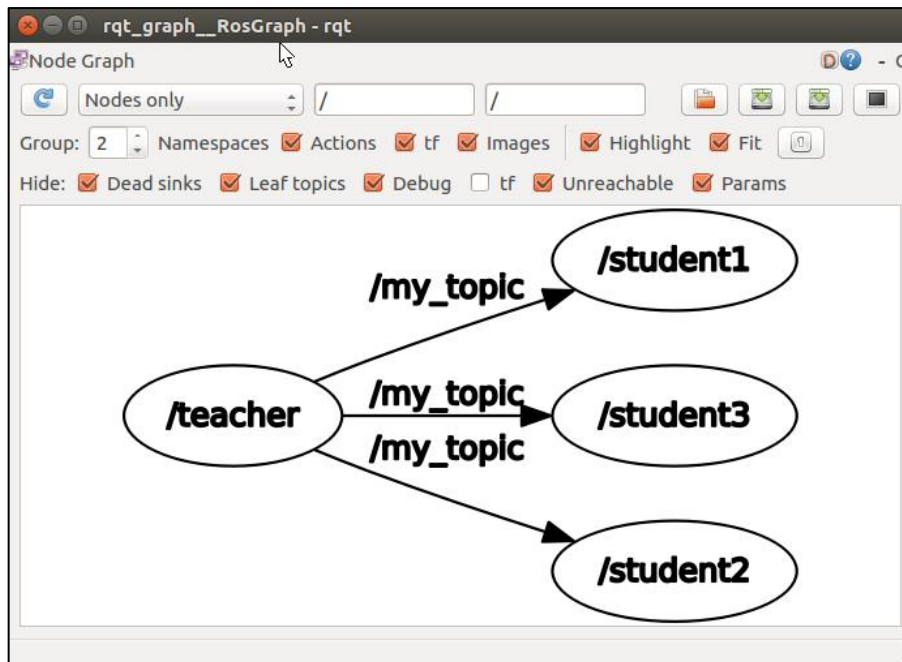 rqt_graph__RosGraph - rqt
Node Graph
D ? - C
Nodes only / /
Group: 2 Namespaces Actions tf Images Highlight Fit
Hide: Dead sinks Leaf topics Debug tf Unreachable Params
/student1
/my_topic
/teacher /my_topic /student3
/my_topic
/student2